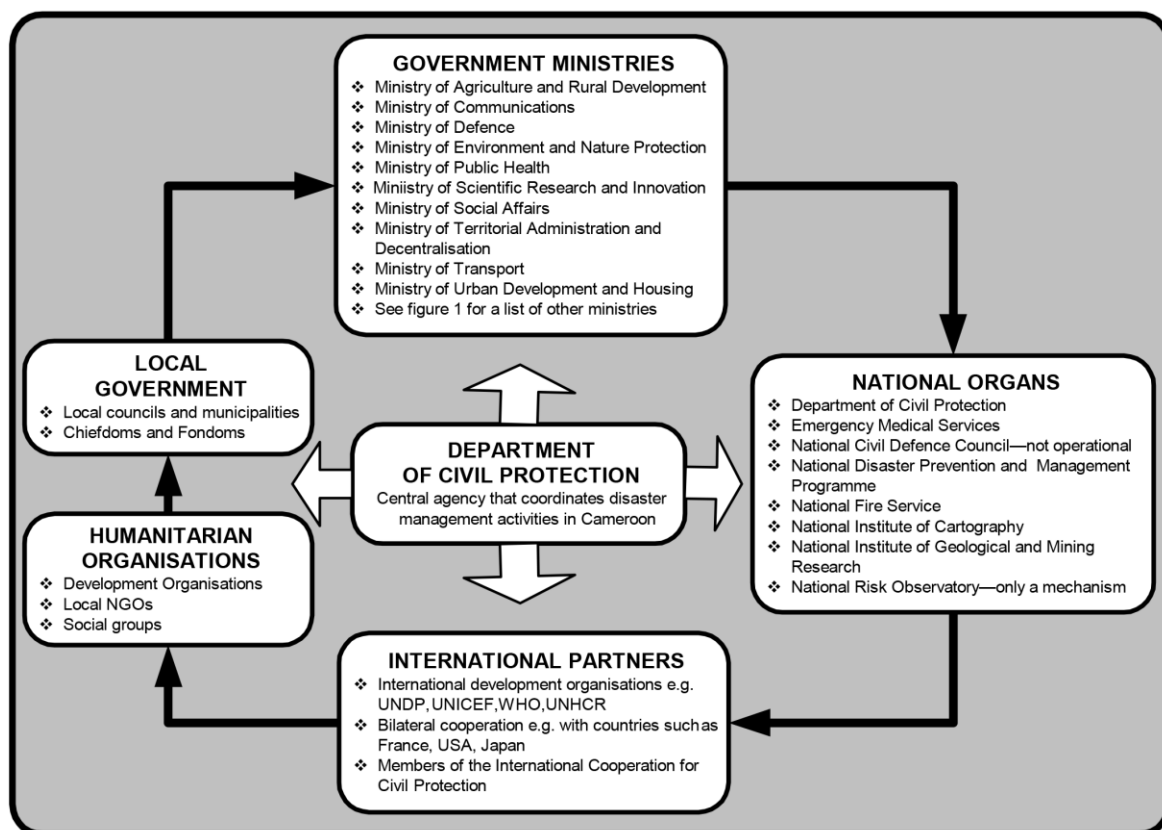 GOVERNMENT MINISTRIES
❖ Ministry of Agriculture and Rural Development
❖ Ministry of Communications
❖ Ministry of Defence
❖ Ministry of Environment and Nature Protection
❖ Ministry of Public Health
❖ Miniistry of Scientific Research and Innovation
❖ Ministry of Social Affairs
❖ Ministry of Territorial Administration and
Decentralisation
❖ Ministry of Transport
❖ Ministry of Urban Development and Housing
❖ See figure 1 for a list of other ministries
LOCAL
GOVERNMENT
❖ Local councils and municipalities
❖ Chiefdoms and Fondoms
DEPARTMENT
OF CIVIL PROTECTION
Central agency that coordinates disaster
management activities in Cameroon
NATIONAL ORGANS
❖ Department of Civil Protection
❖ Emergency Medical Services
❖ National Civil Defence Council—not operational
❖ National Disaster Prevention and Management
Programme
❖ National Fire Service
❖ National Institute of Cartography
❖ National Institute of Geological and Mining
Research
❖ National Risk Observatory—only a mechanism
HUMANITARIAN
ORGANISATIONS
❖ Development Organisations
❖ Local NGOs
❖ Social groups
INTERNATIONAL PARTNERS
❖ International development organisations e.g.
UNDP,UNICEF,WHO,UNHCR
❖ Bilateral cooperation e.g. with countries such as
France, USA, Japan
❖ Members of the International Cooperation for
Civil Protection